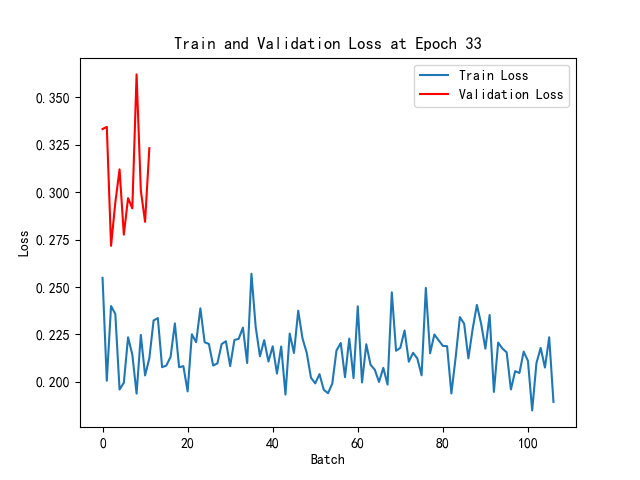 Train and Validation Loss at Epoch 33
Train Loss
Validation Loss
0.350
0.325
0.300
0.275
0.250
0.225
0.200
Loss
0 20 40 60 80 100
Batch